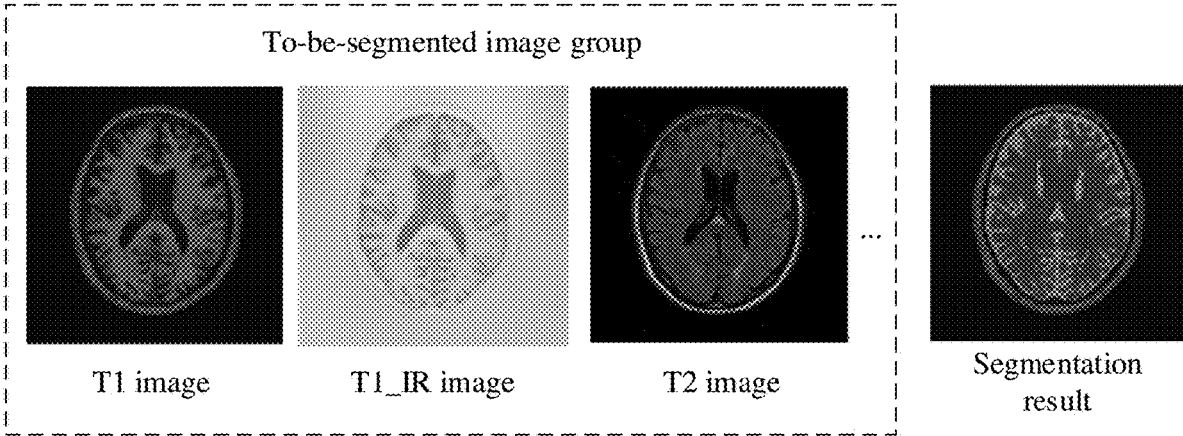 To-be-segmented image group
...
T1 image
T1_IR image
T2 image
Segmentation
result